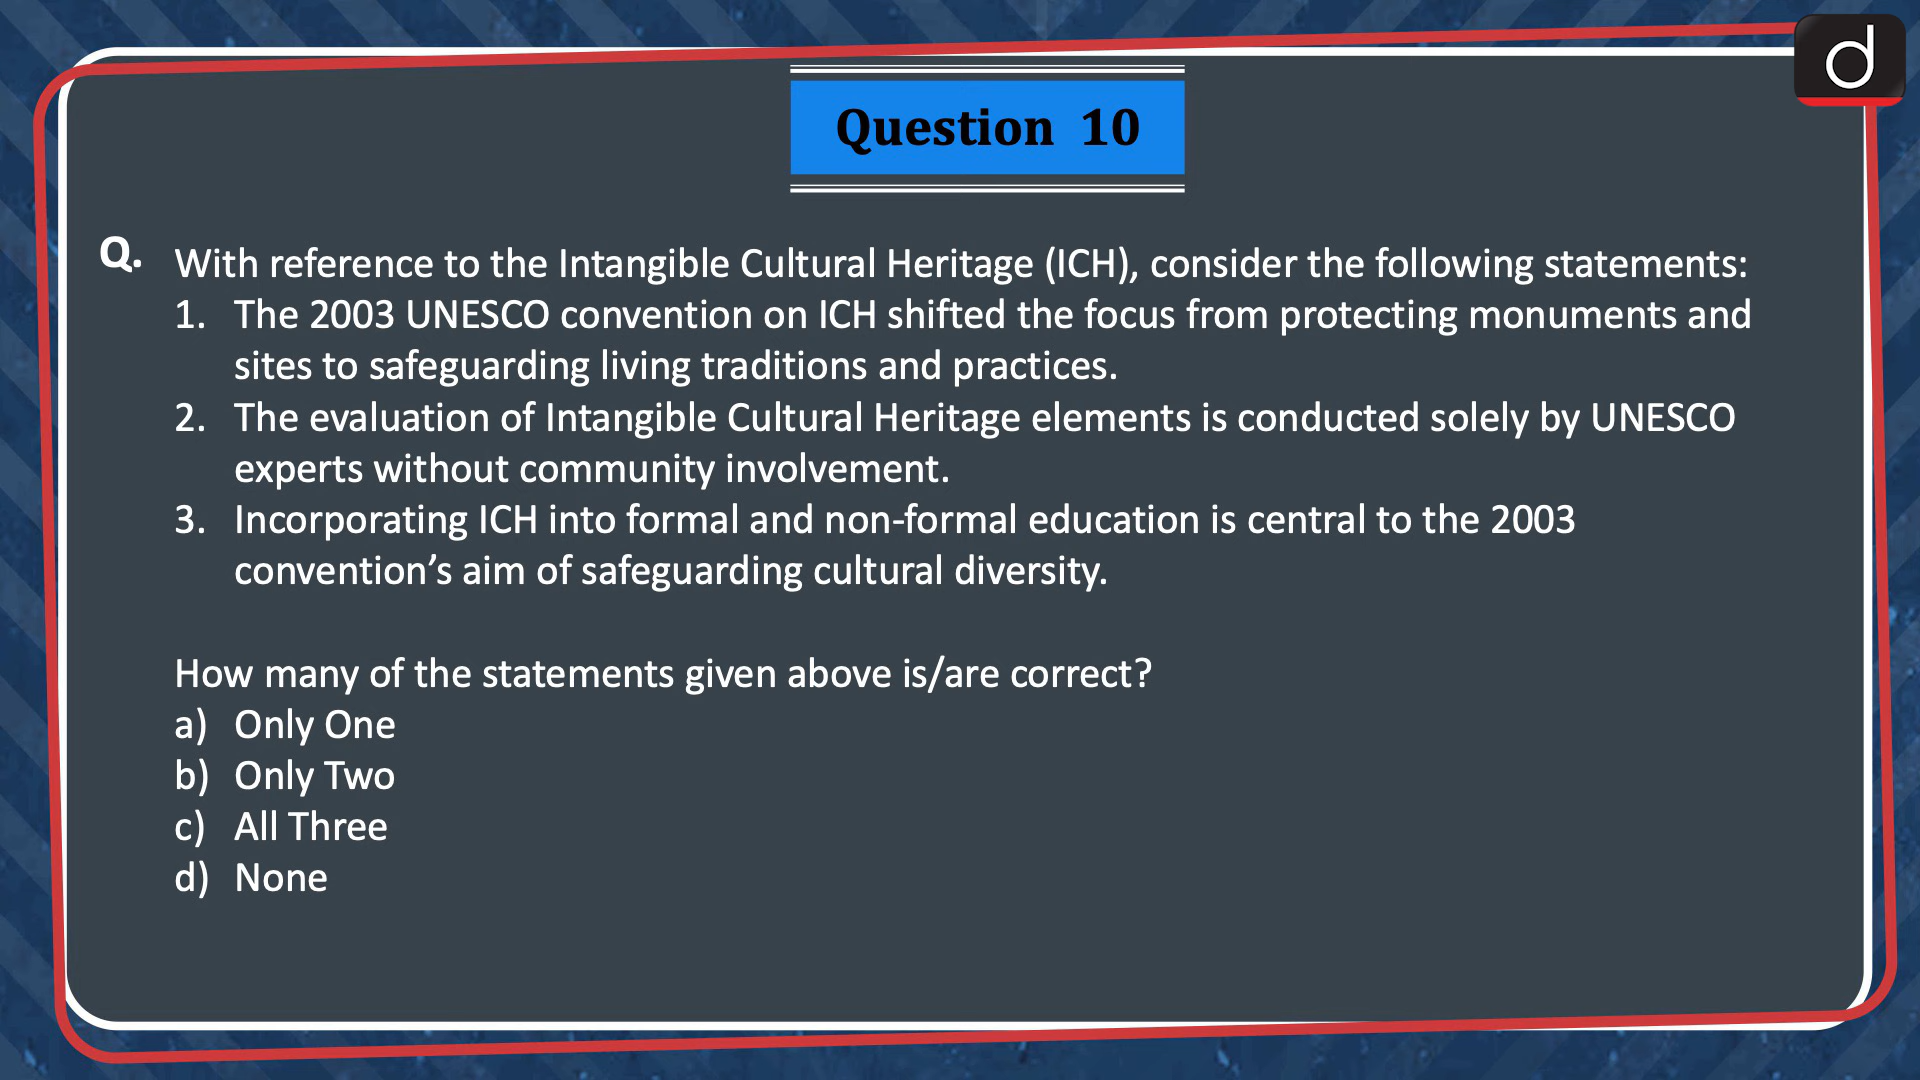 Question 10
Q. With reference to the Intangible Cultural Heritage (ICH), consider the following statements:
1. The 2003 UNESCO convention on ICH shifted the focus from protecting monuments and
sites to safeguarding living traditions and practices.
2. The evaluation of Intangible Cultural Heritage elements is conducted solely by UNESCO
experts without community involvement.
3. Incorporating ICH into formal and non-formal education is central to the 2003
convention’s aim of safeguarding cultural diversity.
How many of the statements given above is/are correct?
a) Only One
b) Only Two
c) All Three
d) None